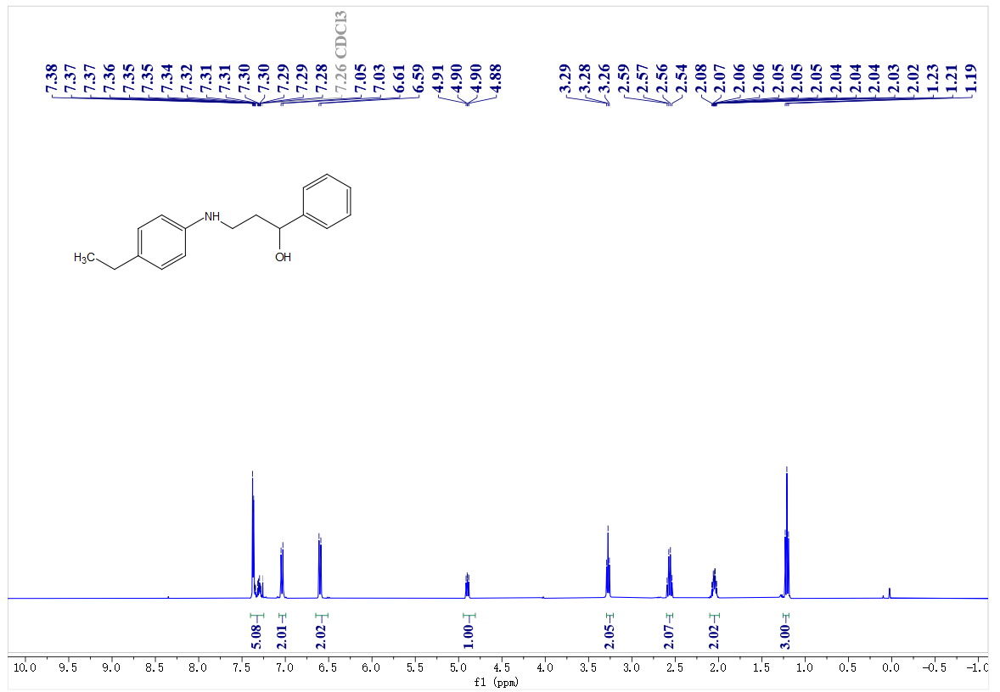 7.38 7.37 7.37 7.36 7.35 7.35 7.34 7.32 7.31 7.31 7.30 7.30 7.29 7.29 7.28 7.26 CDCl3 7.05 7.03 6.61 6.59 4.91 4.90 4.90 4.88 3.29 3.28 3.26 2.59 2.57 2.56 2.54 2.08 2.07 2.06 2.06 2.05 2.05 2.05 2.04 2.04 2.04 2.03 2.02 1.23 1.21 1.19
NH
H3C
OH
5.08 2.01 2.02 1.00 2.05 2.07 2.02 3.00
10.0 9.5 9.0 8.5 8.0 7.5 7.0 6.5 6.0 5.5 5.0 4.5 4.0 3.5 3.0 2.5 2.0 1.5 1.0 0.5 0.0 -0.5 -1.0
f1 (ppm)